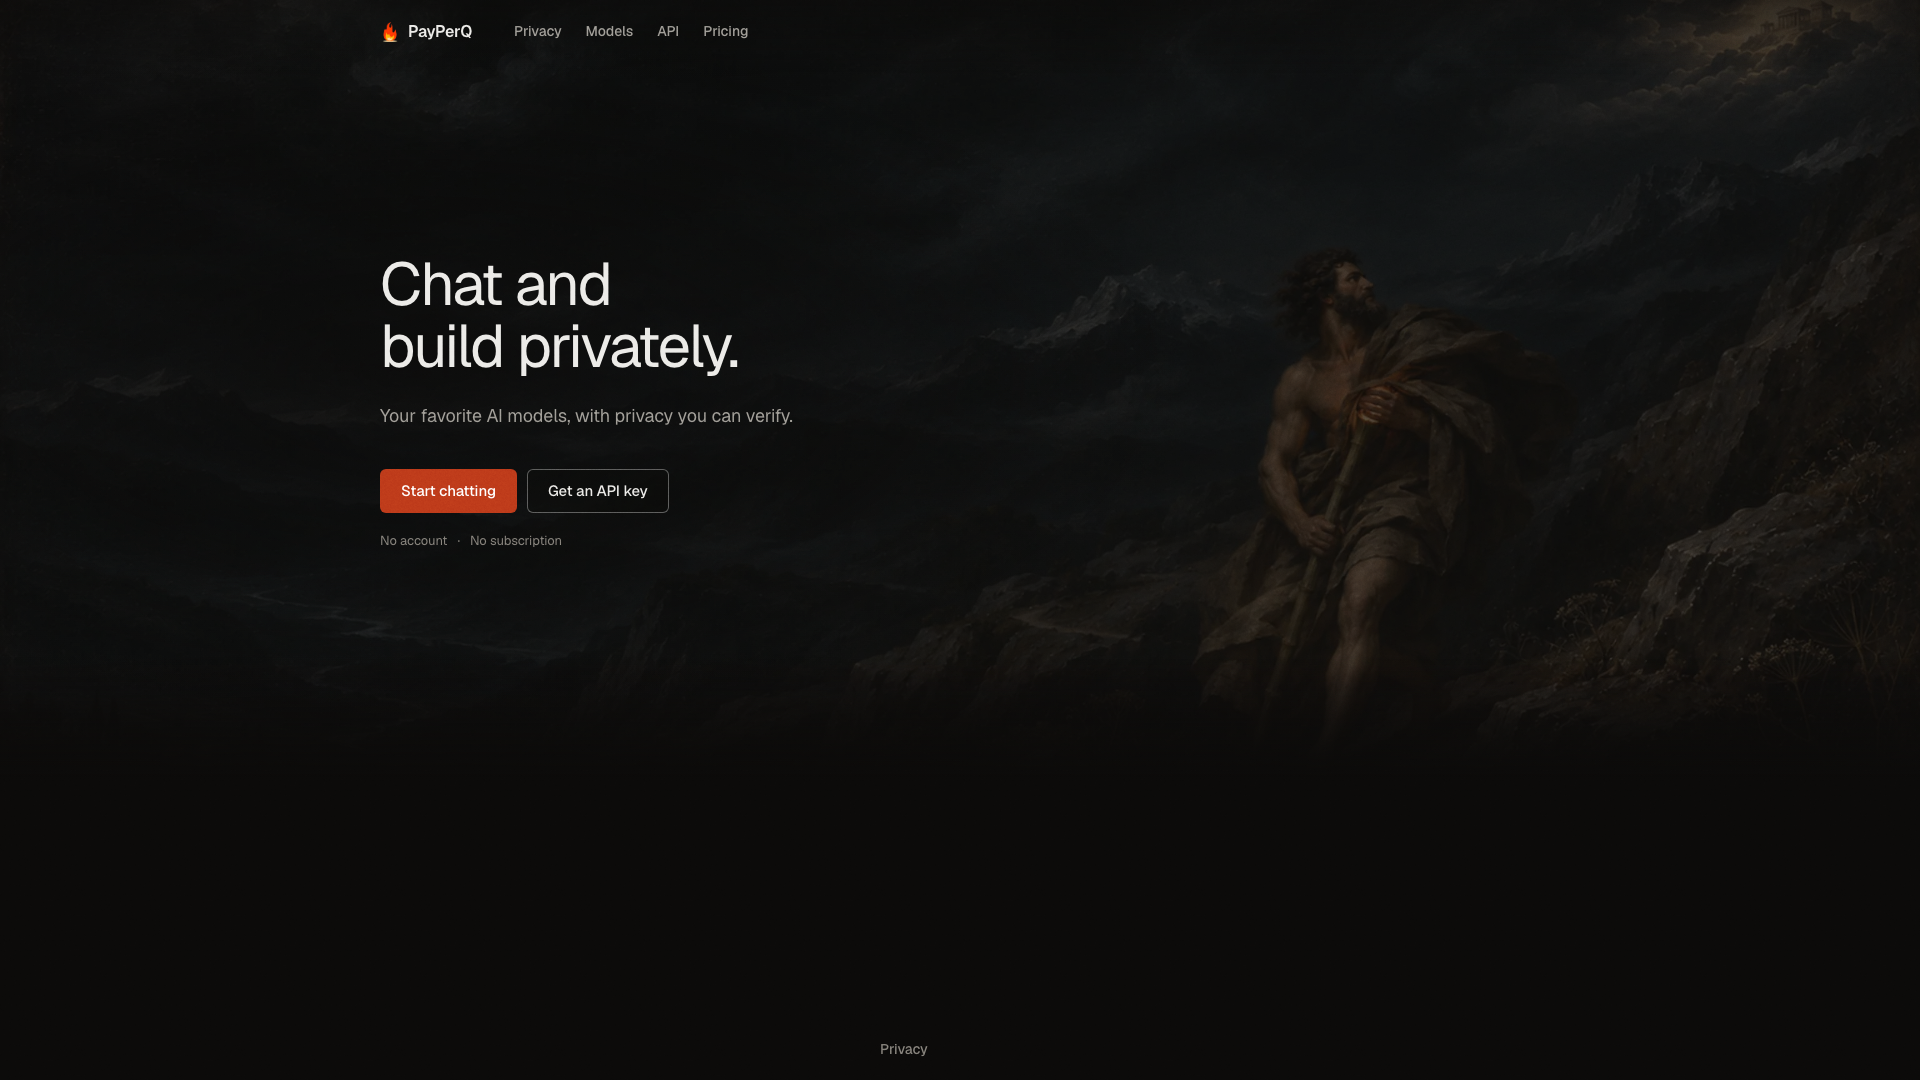 PayPerQ
Privacy
Models
API
Pricing
Chat and
build privately.
Your favorite AI models, with privacy you can verify.
Start chatting
Get an API key
No account · No subscription
Privacy